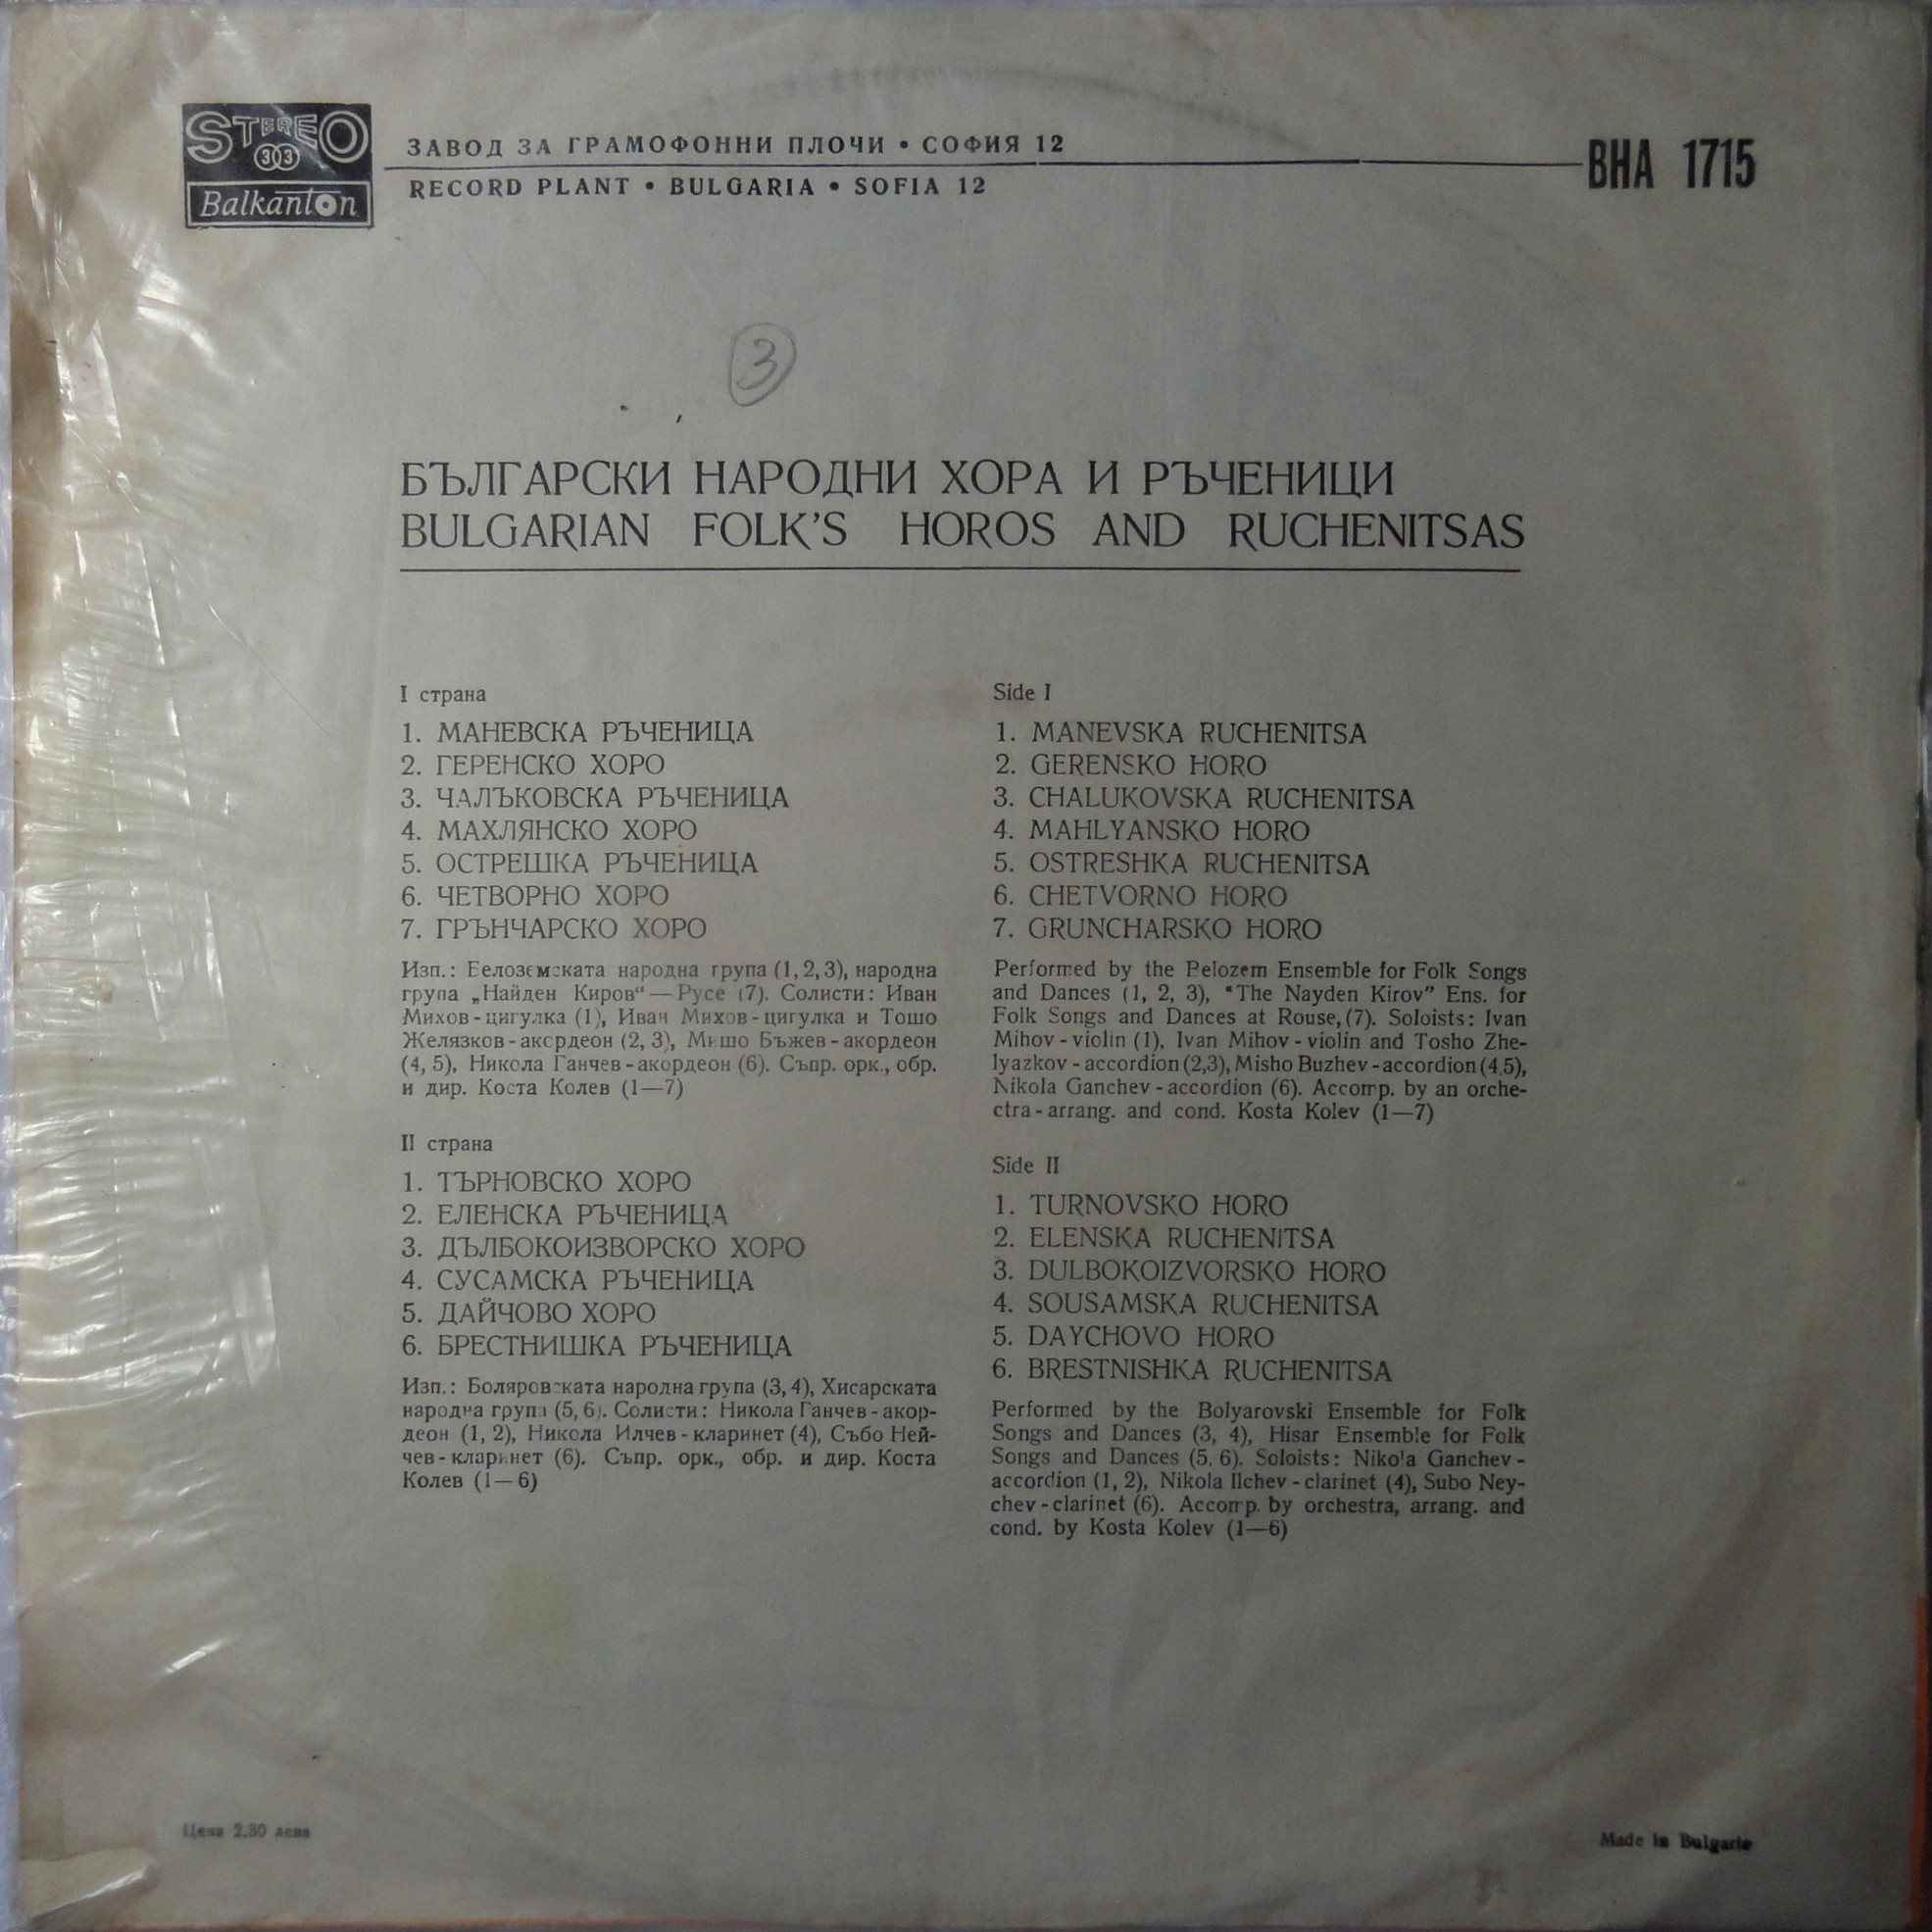 STEREO
33
Balkanton
ЗАВОД ЗА ГРАМОФОННИ ПЛОЧИ • СОФИЯ 12
RECORD PLANT • BULGARIA • SOFIA 12
ВНА 1715
3
БЪЛГАРСКИ НАРОДНИ ХОРА И РЪЧЕНИЦИ
BULGARIAN FOLK'S HOROS AND RUCHENITSAS
I страна
1. МАНЕВСКА РЪЧЕНИЦА
2. ГЕРЕНСКО ХОРО
3. ЧАЛЪКОВСКА РЪЧЕНИЦА
4. МАХЛЯНСКО ХОРО
5. ОСТРЕШКА РЪЧЕНИЦА
6. ЧЕТВОРНО ХОРО
7. ГРЪНЧАРСКО ХОРО
Изп.: Белоземската народна група (1, 2, 3), народна
група „Найден Киров“ — Русе (7). Солисти: Иван
Михов - цигулка (1), Иван Михов - цигулка и Тошо
Желязков - акордеон (2, 3), Мишо Бъжев - акордеон
(4, 5), Никола Ганчев - акордеон (6). Съпр. орк., обр.
и дир. Коста Колев (1—7)
II страна
1. ТЪРНОВСКО ХОРО
2. ЕЛЕНСКА РЪЧЕНИЦА
3. ДЪЛБОКОИЗВОРСКО ХОРО
4. СУСАМСКА РЪЧЕНИЦА
5. ДАЙЧОВО ХОРО
6. БРЕСТНИШКА РЪЧЕНИЦА
Изп.: Боляровската народна група (3, 4), Хисарската
народна група (5, 6). Солисти: Никола Ганчев - акор-
деон (1, 2), Никола Илчев - кларинет (4), Събо Ней-
чев - кларинет (6). Съпр. орк., обр. и дир. Коста
Колев (1—6)
Side I
1. MANEVSKA RUCHENITSA
2. GERENSKO HORO
3. CHALUKOVSKA RUCHENITSA
4. MAHLYANSKO HORO
5. OSTRESHKA RUCHENITSA
6. CHETVORNO HORO
7. GRUNCHARSKO HORO
Performed by the Pelozem Ensemble for Folk Songs
and Dances (1, 2, 3), “The Nayden Kirov” Ens. for
Folk Songs and Dances at Rouse, (7). Soloists: Ivan
Mihov - violin (1), Ivan Mihov - violin and Tosho Zhe-
lyazkov - accordion (2,3), Misho Buzhev - accordion (4,5),
Nikola Ganchev - accordion (6). Accomp. by an orche-
ctra - arrang. and cond. Kosta Kolev (1—7)
Side II
1. TURNOVSKO HORO
2. ELENSKA RUCHENITSA
3. DULBOKOIZVORSKO HORO
4. SOUSAMSKA RUCHENITSA
5. DAYCHOVO HORO
6. BRESTNISHKA RUCHENITSA
Performed by the Bolyarovski Ensemble for Folk
Songs and Dances (3, 4), Hisar Ensemble for Folk
Songs and Dances (5, 6). Soloists: Nikola Ganchev -
accordion (1, 2), Nikola Ilchev - clarinet (4), Subo Ney-
chev - clarinet (6). Accomp. by orchestra, arrang. and
cond. by Kosta Kolev (1—6)
Цена 2.30 лева
Made in Bulgarie